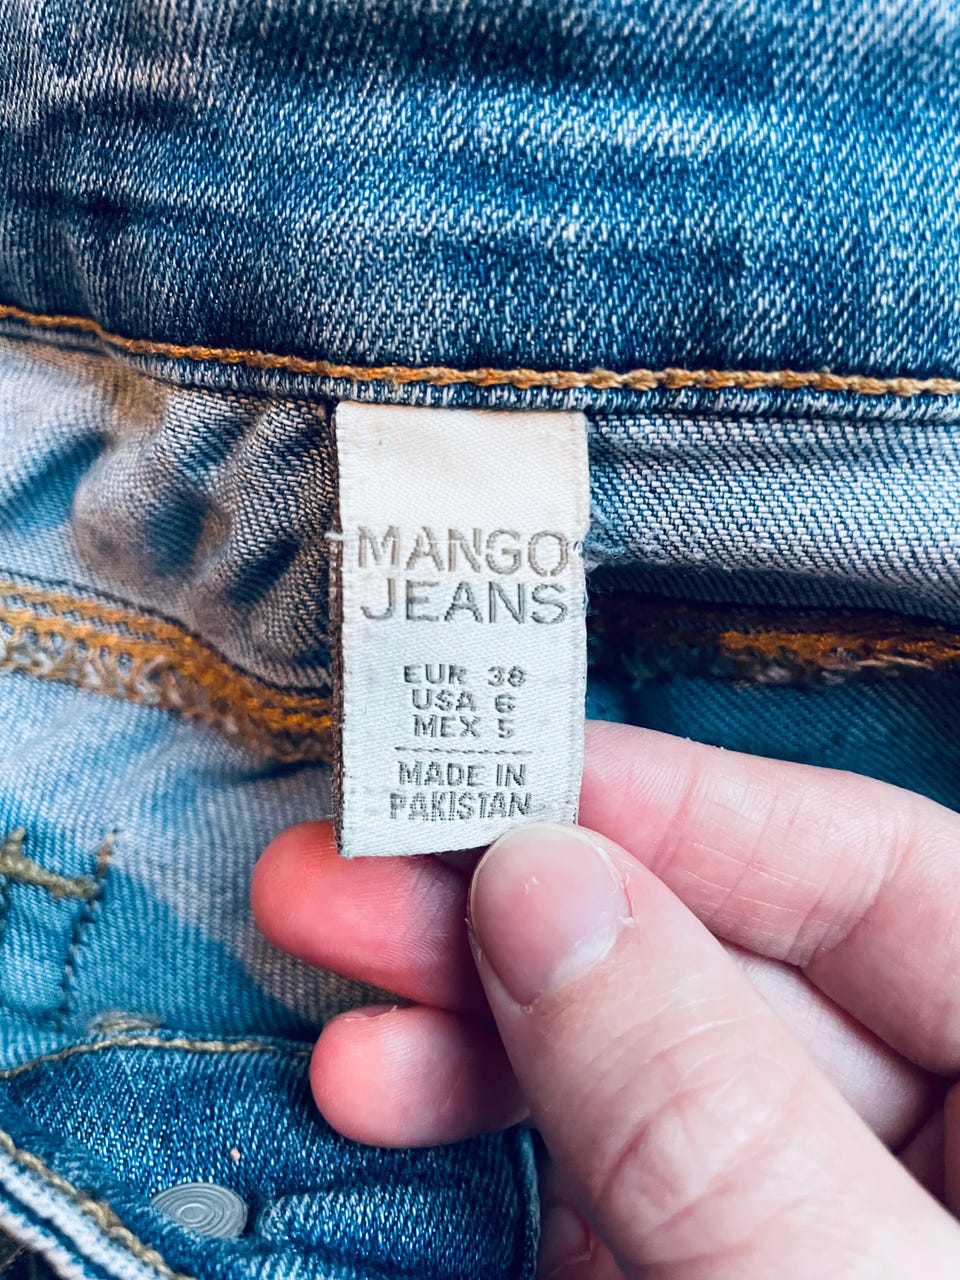 MANGO
JEANS
EUR 38
USA 6
MEX 5
MADE IN
PAKISTAN